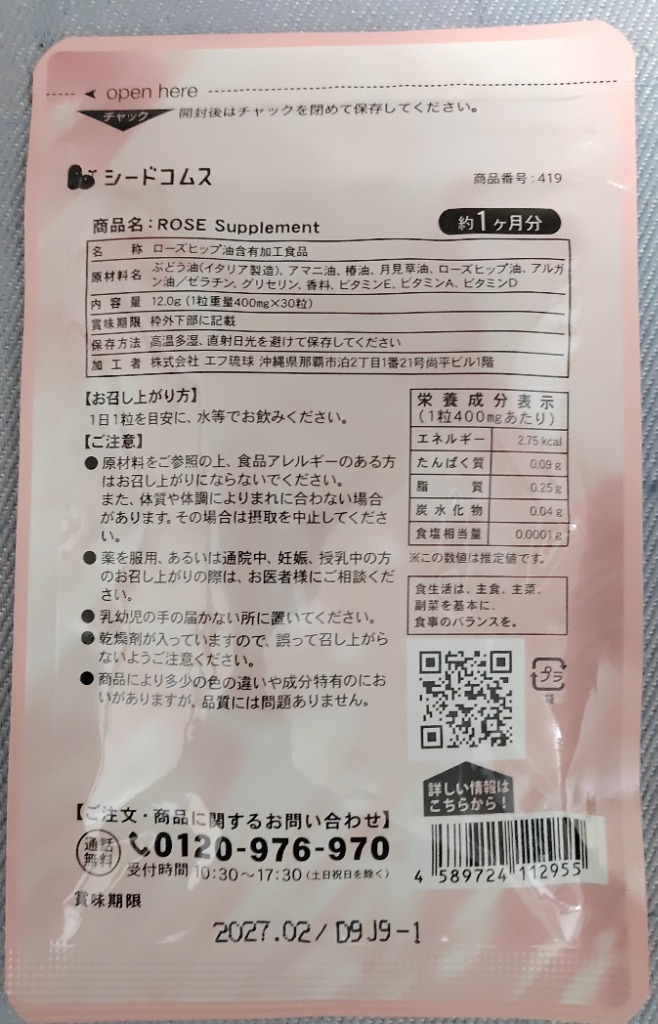 open here
チャック 開封後はチャックを閉めて保存してください。
シードコムス
商品番号:419
商品名:ROSE Supplement
約1ヶ月分
名 称 ローズヒップ油含有加工食品
原材料名 ぶどう油(イタリア製造)、アマニ油、椿油、月見草油、ローズヒップ油、アルガ
ン油/ゼラチン、グリセリン、香料、ビタミンE、ビタミンA、ビタミンD
内 容 量 12.0g (1粒重量400mg×30粒)
賞味期限 枠外下部に記載
保存方法 高温多湿、直射日光を避けて保存してください
加 工 者 株式会社 エフ琉球 沖縄県那覇市泊2丁目1番21号尚平ビル1階
【お召し上がり方】
1日1粒を目安に、水等でお飲みください。
【ご注意】
●原材料をご参照の上、食品アレルギーのある方
はお召し上がりにならないでください。
また、体質や体調によりまれに合わない場合
があります。その場合は摂取を中止してくださ
い。
●薬を服用、あるいは通院中、妊娠、授乳中の方
のお召し上がりの際は、お医者様にご相談くだ
さい。
●乳幼児の手の届かない所に置いてください。
●乾燥剤が入っていますので、誤って召し上がら
ないようご注意ください。
●商品により多少の色の違いや成分特有のにお
いがありますが、品質には問題ありません。
栄養成分表示
(1粒400mgあたり)
エネルギー 2.75 kcal
たんぱく質 0.09 g
脂 質 0.25 g
炭水化物 0.04 g
食塩相当量 0.0001 g
※この数値は推定値です。
食生活は、主食、主菜、
副菜を基本に、
食事のバランスを。
プラ
袋
詳しい情報は
こちらから!
【ご注文・商品に関するお問い合わせ】
通話
無料
0120-976-970
受付時間 10:30～17:30 (土日祝日を除く)
4 589724 112955
賞味期限
2027.02/ D9J9-1